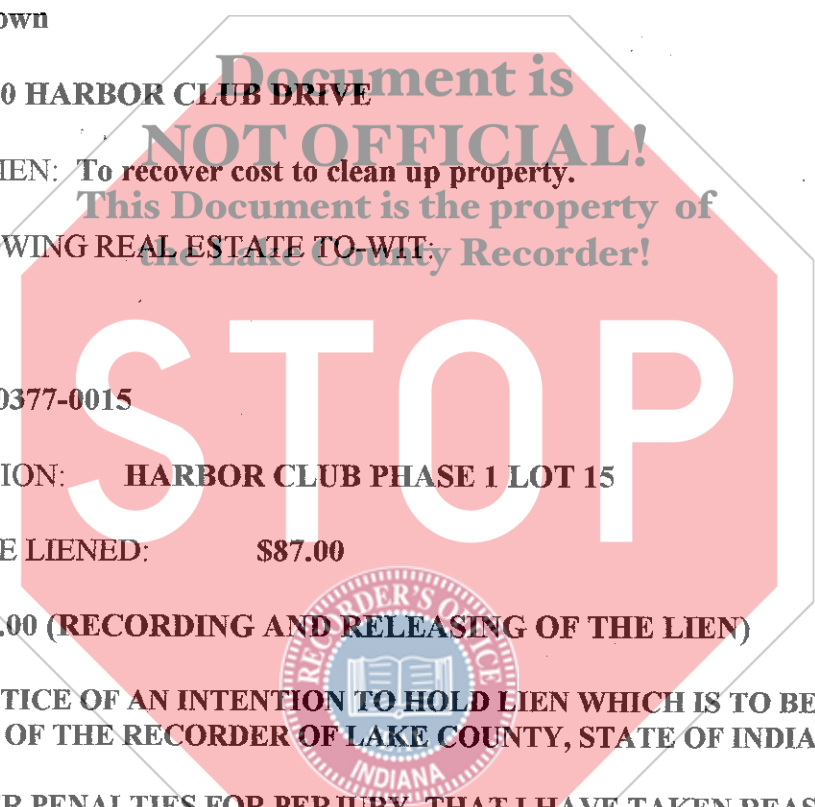 own
Document is
0 HARBOR CLUB DRIVE
NOT OFFICIAL!
IEN: To recover cost to clean up property.
This Document is the property of
WING REAL ESTATE TO-WIT:
the Lake County Recorder!
STOP
0377-0015
ION: HARBOR CLUB PHASE 1 LOT 15
E LIENED: $87.00
.00 (RECORDING AND RELEASING OF THE LIEN)
RECORDER'S OFFICE
TICE OF AN INTENTION TO HOLD LIEN WHICH IS TO BE
OF THE RECORDER OF LAKE COUNTY, STATE OF INDIA
INDIANA
R PENALTIES FOR PERJURY, THAT I HAVE TAKEN REAS